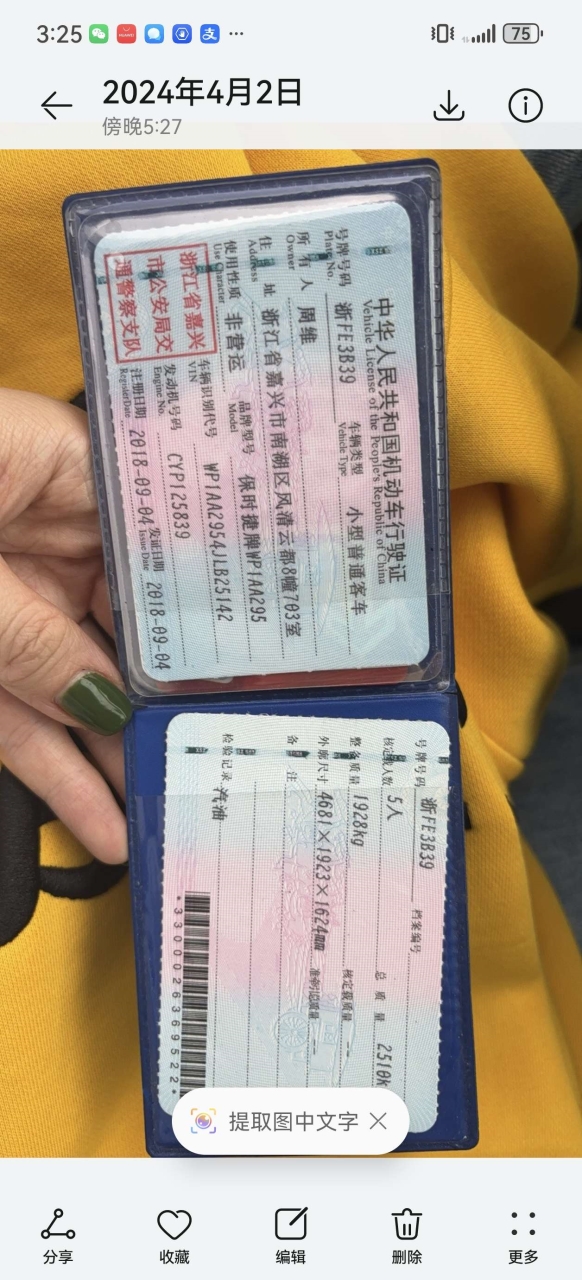 3:25
75
2024年4月2日
傍晚5:27
中华人民共和国机动车行驶证
Vehicle License of the People's Republic of China
号牌号码 浙FE3B39 车辆类型 小型普通客车
Plate No. Vehicle Type
所有人 周维
Owner
住址 浙江省嘉兴市南湖区风清云都8幢703室
Address
使用性质 非营运 品牌型号 保时捷牌WP1AA295
Use Character Model
浙江省嘉兴
市公安局交
通警察支队
车辆识别代号 WP1AA2954JLB25142
VIN
发动机号码 CYP125839
Engine No.
注册日期 2018-09-04 发证日期 2018-09-04
Register Date Issue Date
号牌号码 浙FE3B39 档案编号
核定载人数 5人 总质量 2510k
整备质量 1928kg 核定载质量 --
外廓尺寸 4681×1923×1624mm 准牵引总质量 --
备注
检验记录 汽油
*3300026369522*
提取图中文字
分享 收藏 编辑 删除 更多